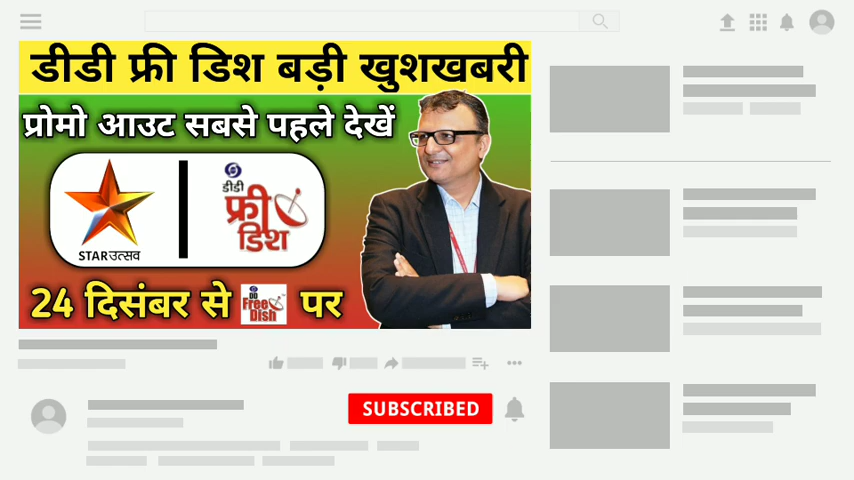 डीडी फ्री डिश बड़ी खुशखबरी
प्रोमो आउट सबसे पहले देखें
STAR उत्सव
डीडी
फ्री
डिश
24 दिसंबर से DD Free Dish पर
SUBSCRIBED